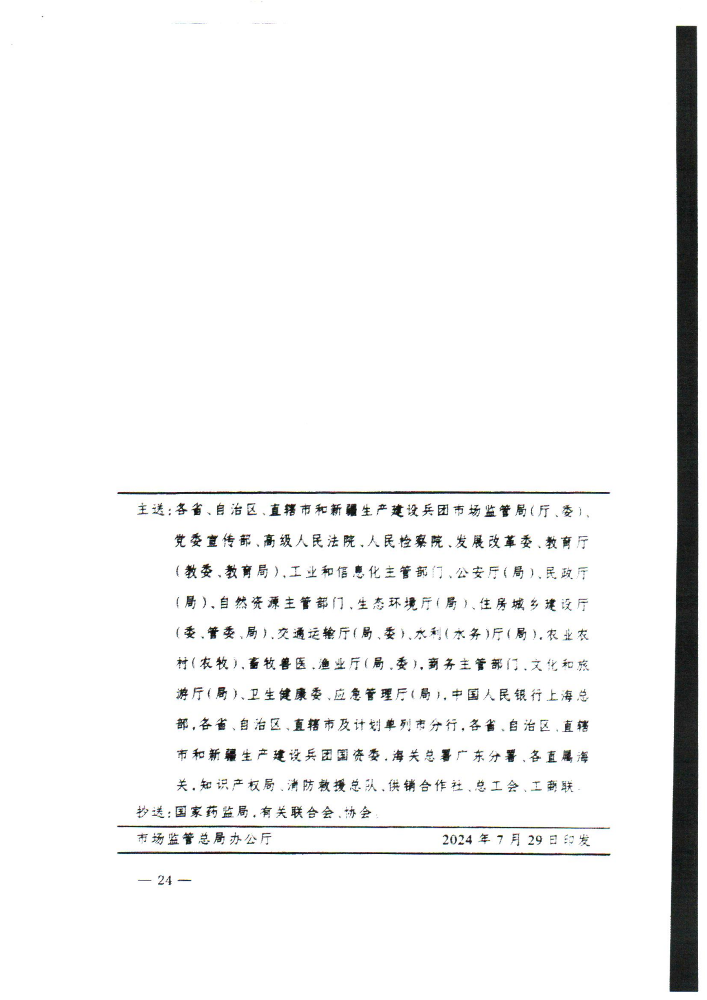 主送:各省、自治区、直辖市和新疆生产建设兵团市场监管局(厅、委)、
党委宣传部、高级人民法院、人民检察院、发展改革委、教育厅
(教委、教育局)、工业和信息化主管部门、公安厅(局)、民政厅
(局)、自然资源主管部门、生态环境厅(局)、住房城乡建设厅
(委、管委、局)、交通运输厅(局、委)、水利(水务)厅(局),农业农
村(农牧)、畜牧兽医、渔业厅(局、委),商务主管部门、文化和旅
游厅(局)、卫生健康委、应急管理厅(局),中国人民银行上海总
部,各省、自治区、直辖市及计划单列市分行,各省、自治区、直辖
市和新疆生产建设兵团国资委,海关总署广东分署、各直属海
关,知识产权局、消防救援总队、供销合作社、总工会、工商联。
抄送:国家药监局,有关联合会、协会。
市场监管总局办公厅 2024年7月29日印发
— 24 —